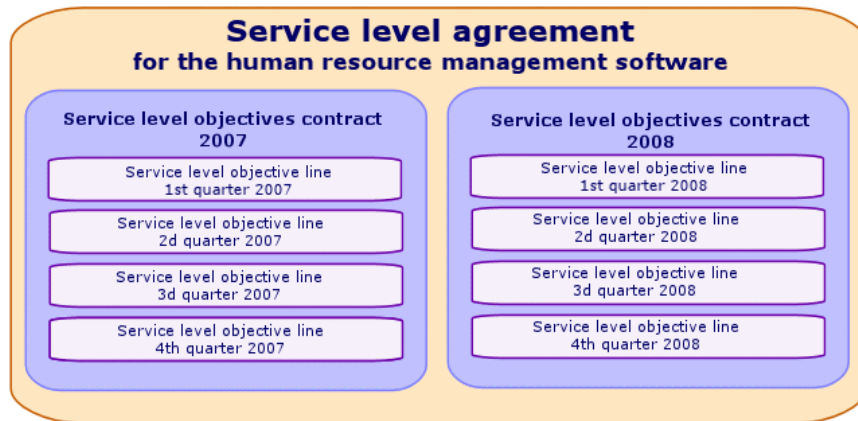 Service level agreement
for the human resource management software
Service level objectives contract
2007
Service level objective line
1st quarter 2007
Service level objective line
2d quarter 2007
Service level objective line
3d quarter 2007
Service level objective line
4th quarter 2007
Service level objectives contract
2008
Service level objective line
1st quarter 2008
Service level objective line
2d quarter 2008
Service level objective line
3d quarter 2008
Service level objective line
4th quarter 2008